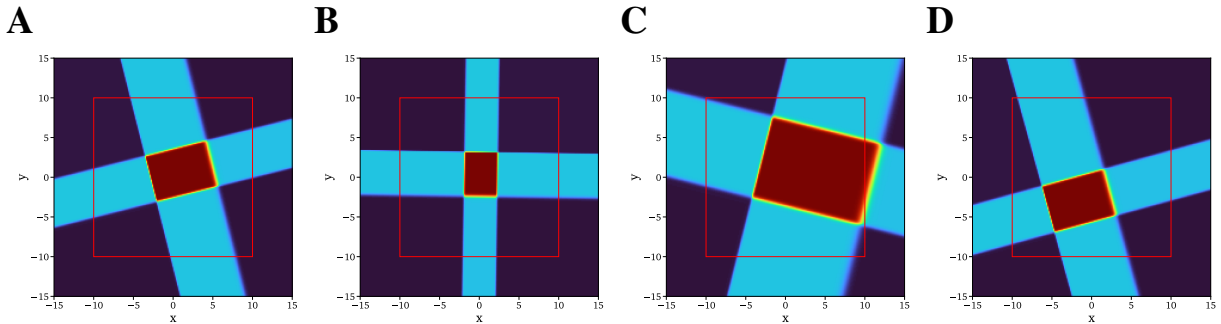 A B C D
15 15 15 15
10 10 10 10
5 5 5 5
y 0 y 0 y 0 y 0
−5 −5 −5 −5
−10 −10 −10 −10
−15 −15 −15 −15
−15 −10 −5 0 5 10 15 −15 −10 −5 0 5 10 15 −15 −10 −5 0 5 10 15 −15 −10 −5 0 5 10 15
x x x x